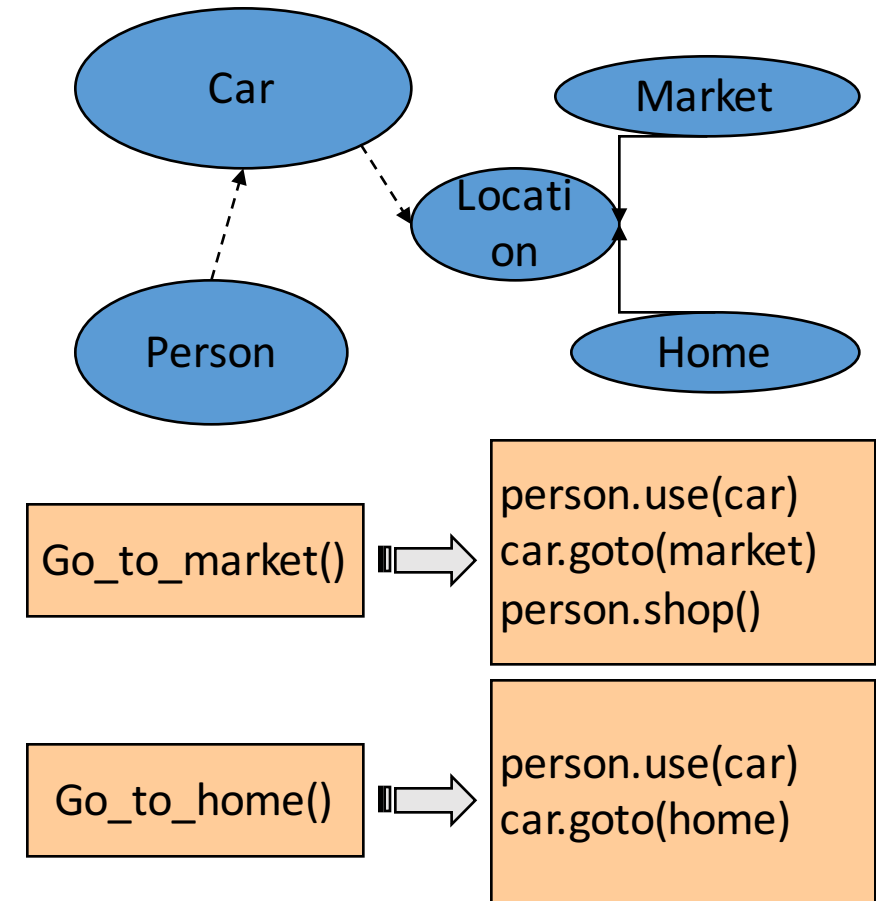 Car
Market
Locati
on
Person
Home
Go_to_market()
person.use(car)
car.goto(market)
person.shop()
Go_to_home()
person.use(car)
car.goto(home)